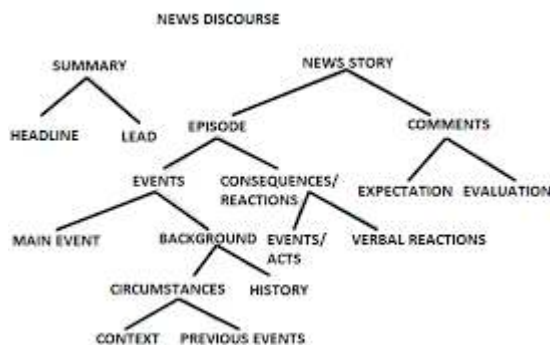 NEWS DISCOURSE
SUMMARY
NEWS STORY
HEADLINE
LEAD
EPISODE
COMMENTS
EVENTS
CONSEQUENCES/
REACTIONS
EXPECTATION
EVALUATION
MAIN EVENT
BACKGROUND
EVENTS/
ACTS
VERBAL REACTIONS
CIRCUMSTANCES
HISTORY
CONTEXT
PREVIOUS EVENTS